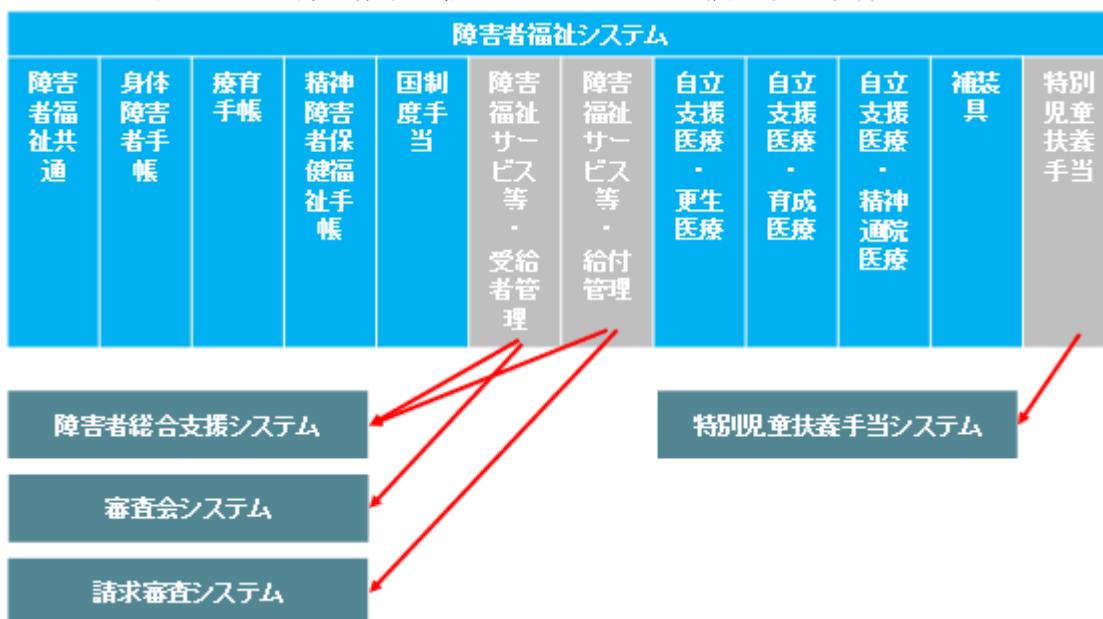 障害者福祉システム
障害
者福
祉共
通
身体
障害
者手
帳
療育
手帳
精神
障害
者保
健福
祉手
帳
国制
度手
当
障害
福祉
サー
ビス
等
・
受給
者管
理
障害
福祉
サー
ビス
等
・
給付
管理
自立
支援
医療
・
更生
医療
自立
支援
医療
・
育成
医療
自立
支援
医療
・
精神
通院
医療
補装
具
特別
児童
扶養
手当
障害者総合支援システム
特別児童扶養手当システム
審査会システム
請求審査システム